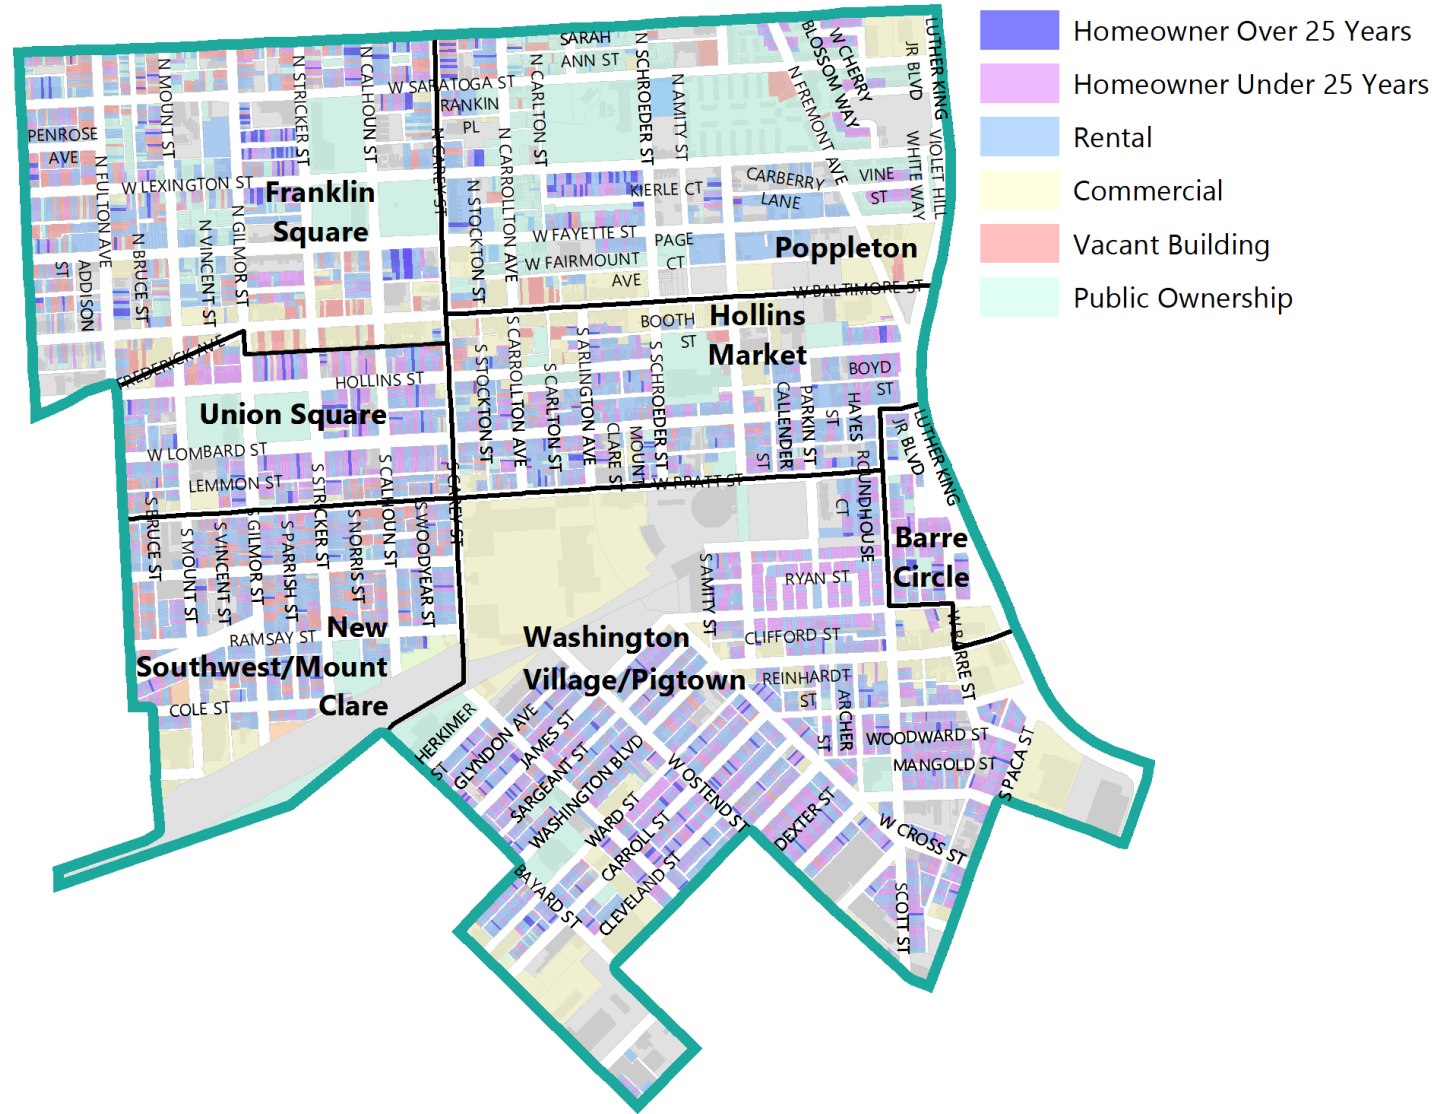 Homeowner Over 25 Years
Homeowner Under 25 Years
Rental
Commercial
Vacant Building
Public Ownership
SARAH
ANN ST
W SARATOGA ST
RANKIN
PL
PENROSE
AVE
N MOUNT ST
N STRICKER ST
N CALHOUN ST
N CAREY ST
N CARLTON ST
N SCHROEDER ST
N AMITY ST
N FREMONT AVE
BLOSSOM WAY
W CHERRY
LUTHER KING
JR BLVD
VIOLET HILL
WHITE WAY
N FULTON AVE
W LEXINGTON ST
Franklin
Square
N STOCKTON ST
N CARROLLTON AVE
KIERLE CT
CARBERRY
LANE
VINE
ST
N BRUCE ST
N VINCENT ST
N GILMOR ST
ADDISON
ST
W FAYETTE ST
W FAIRMOUNT
AVE
PAGE
CT
Poppleton
W BALTIMORE ST
FREDERICK AVE
HOLLINS ST
Union Square
W LOMBARD ST
LEMMON ST
BOOTH
ST
Hollins
Market
BOYD
ST
S STOCKTON ST
S CARROLLTON AVE
S CARLTON ST
S ARLINGTON AVE
CLARE ST
MOUNT
S SCHROEDER ST
CALLENDER
ST
PARKIN ST
HAYES
ST
W PRATT ST
LUTHER KING
JR BLVD
ROUNDHOUSE
CT
Barre
Circle
S BRUCE ST
S MOUNT ST
S VINCENT ST
S GILMOR ST
S PARRISH ST
S STRICKER ST
S NORRIS ST
S CALHOUN ST
S WOODYEAR ST
S CAREY ST
RAMSAY ST
New
Southwest/Mount
Clare
COLE ST
Washington
Village/Pigtown
S AMITY ST
RYAN ST
CLIFFORD ST
W BARRE ST
REINHARDT
ST
ARCHER
ST
WOODWARD ST
MANGOLD ST
S PACA ST
HERKIMER
ST
GLYNDON AVE
JAMES ST
SARGEANT ST
WASHINGTON BLVD
W OSTEND ST
WARD ST
CARROLL ST
CLEVELAND ST
BAYARD ST
DEXTER ST
W CROSS ST
SCOTT ST